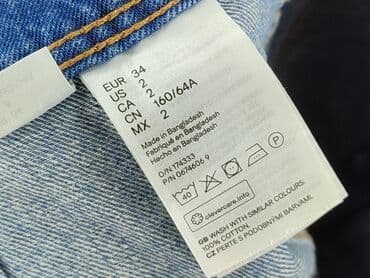 EUR 34
US 2
CA 2
CN 160/64A
MX 2
Made in Bangladesh
Fabriqué en Bangladesh
Hecho en Bangladesh
O/N 174333
P/N 0674606 9
40
clevercare.info
GB WASH WITH SIMILAR COLOURS.
100% COTTON.
CZ PERTE S PODOBNÝMI BARVAMI.